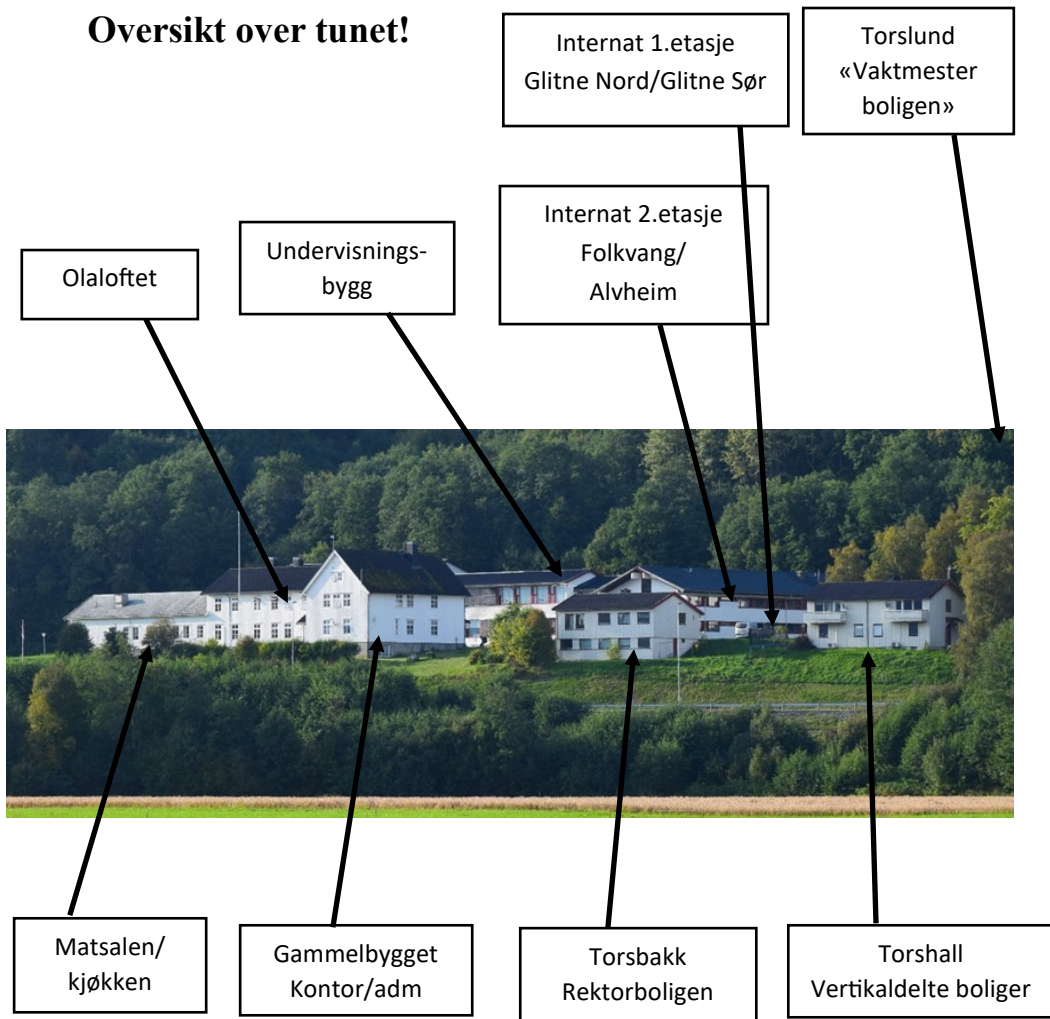 Oversikt over tunet!
Internat 1.etasje
Glitne Nord/Glitne Sør
Torslund
«Vaktmester
boligen»
Internat 2.etasje
Folkvang/
Alvheim
Undervisnings-
bygg
Olaloftet
Matsalen/
kjøkken
Gammelbygget
Kontor/adm
Torsbakk
Rektorboligen
Torshall
Vertikaldelte boliger